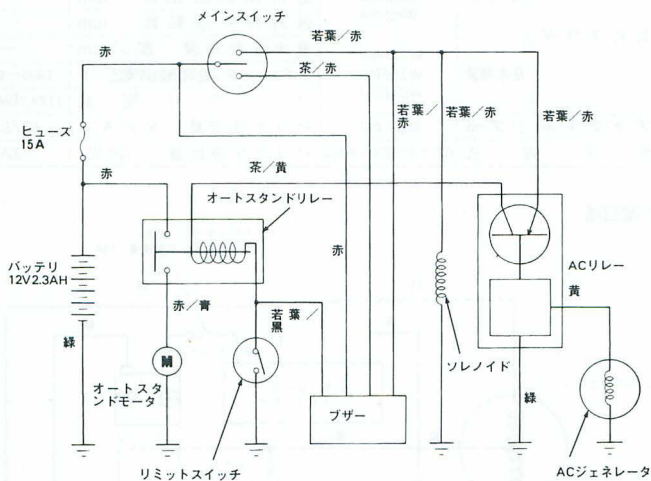 メインスイッチ
赤
若葉/赤
茶/赤
ヒューズ
15A
若葉/
赤
若葉/赤
若葉/赤
赤
茶/黄
オートスタンドリレー
バッテリ
12V2.3AH
赤
ACリレー
黄
赤/青
若葉/
黒
緑
ソレノイド
オートスタ
ンドモータ
M
ブザー
緑
リミットスイッチ
ACジェネレータ